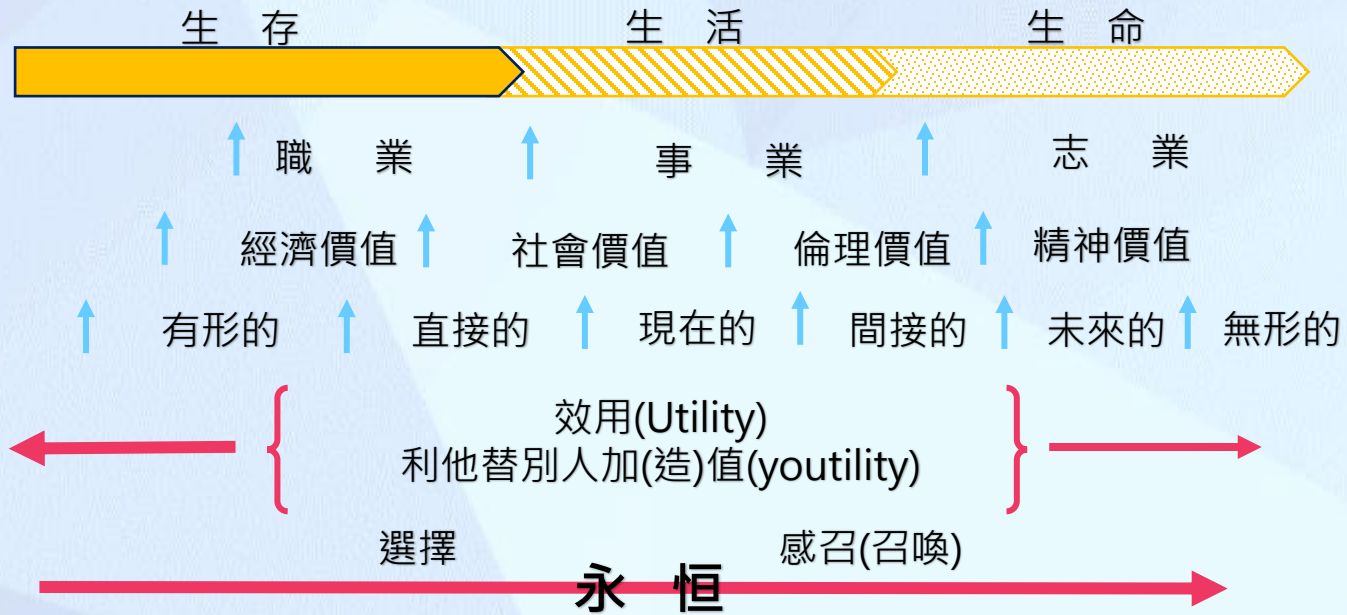 生 存 生 活 生 命
職 業 事 業 志 業
經濟價值 社會價值 倫理價值 精神價值
有形的 直接的 現在的 間接的 未來的 無形的
效用(Utility)
利他替別人加(造)值(youtility)
選擇 感召(召喚)
永 恒